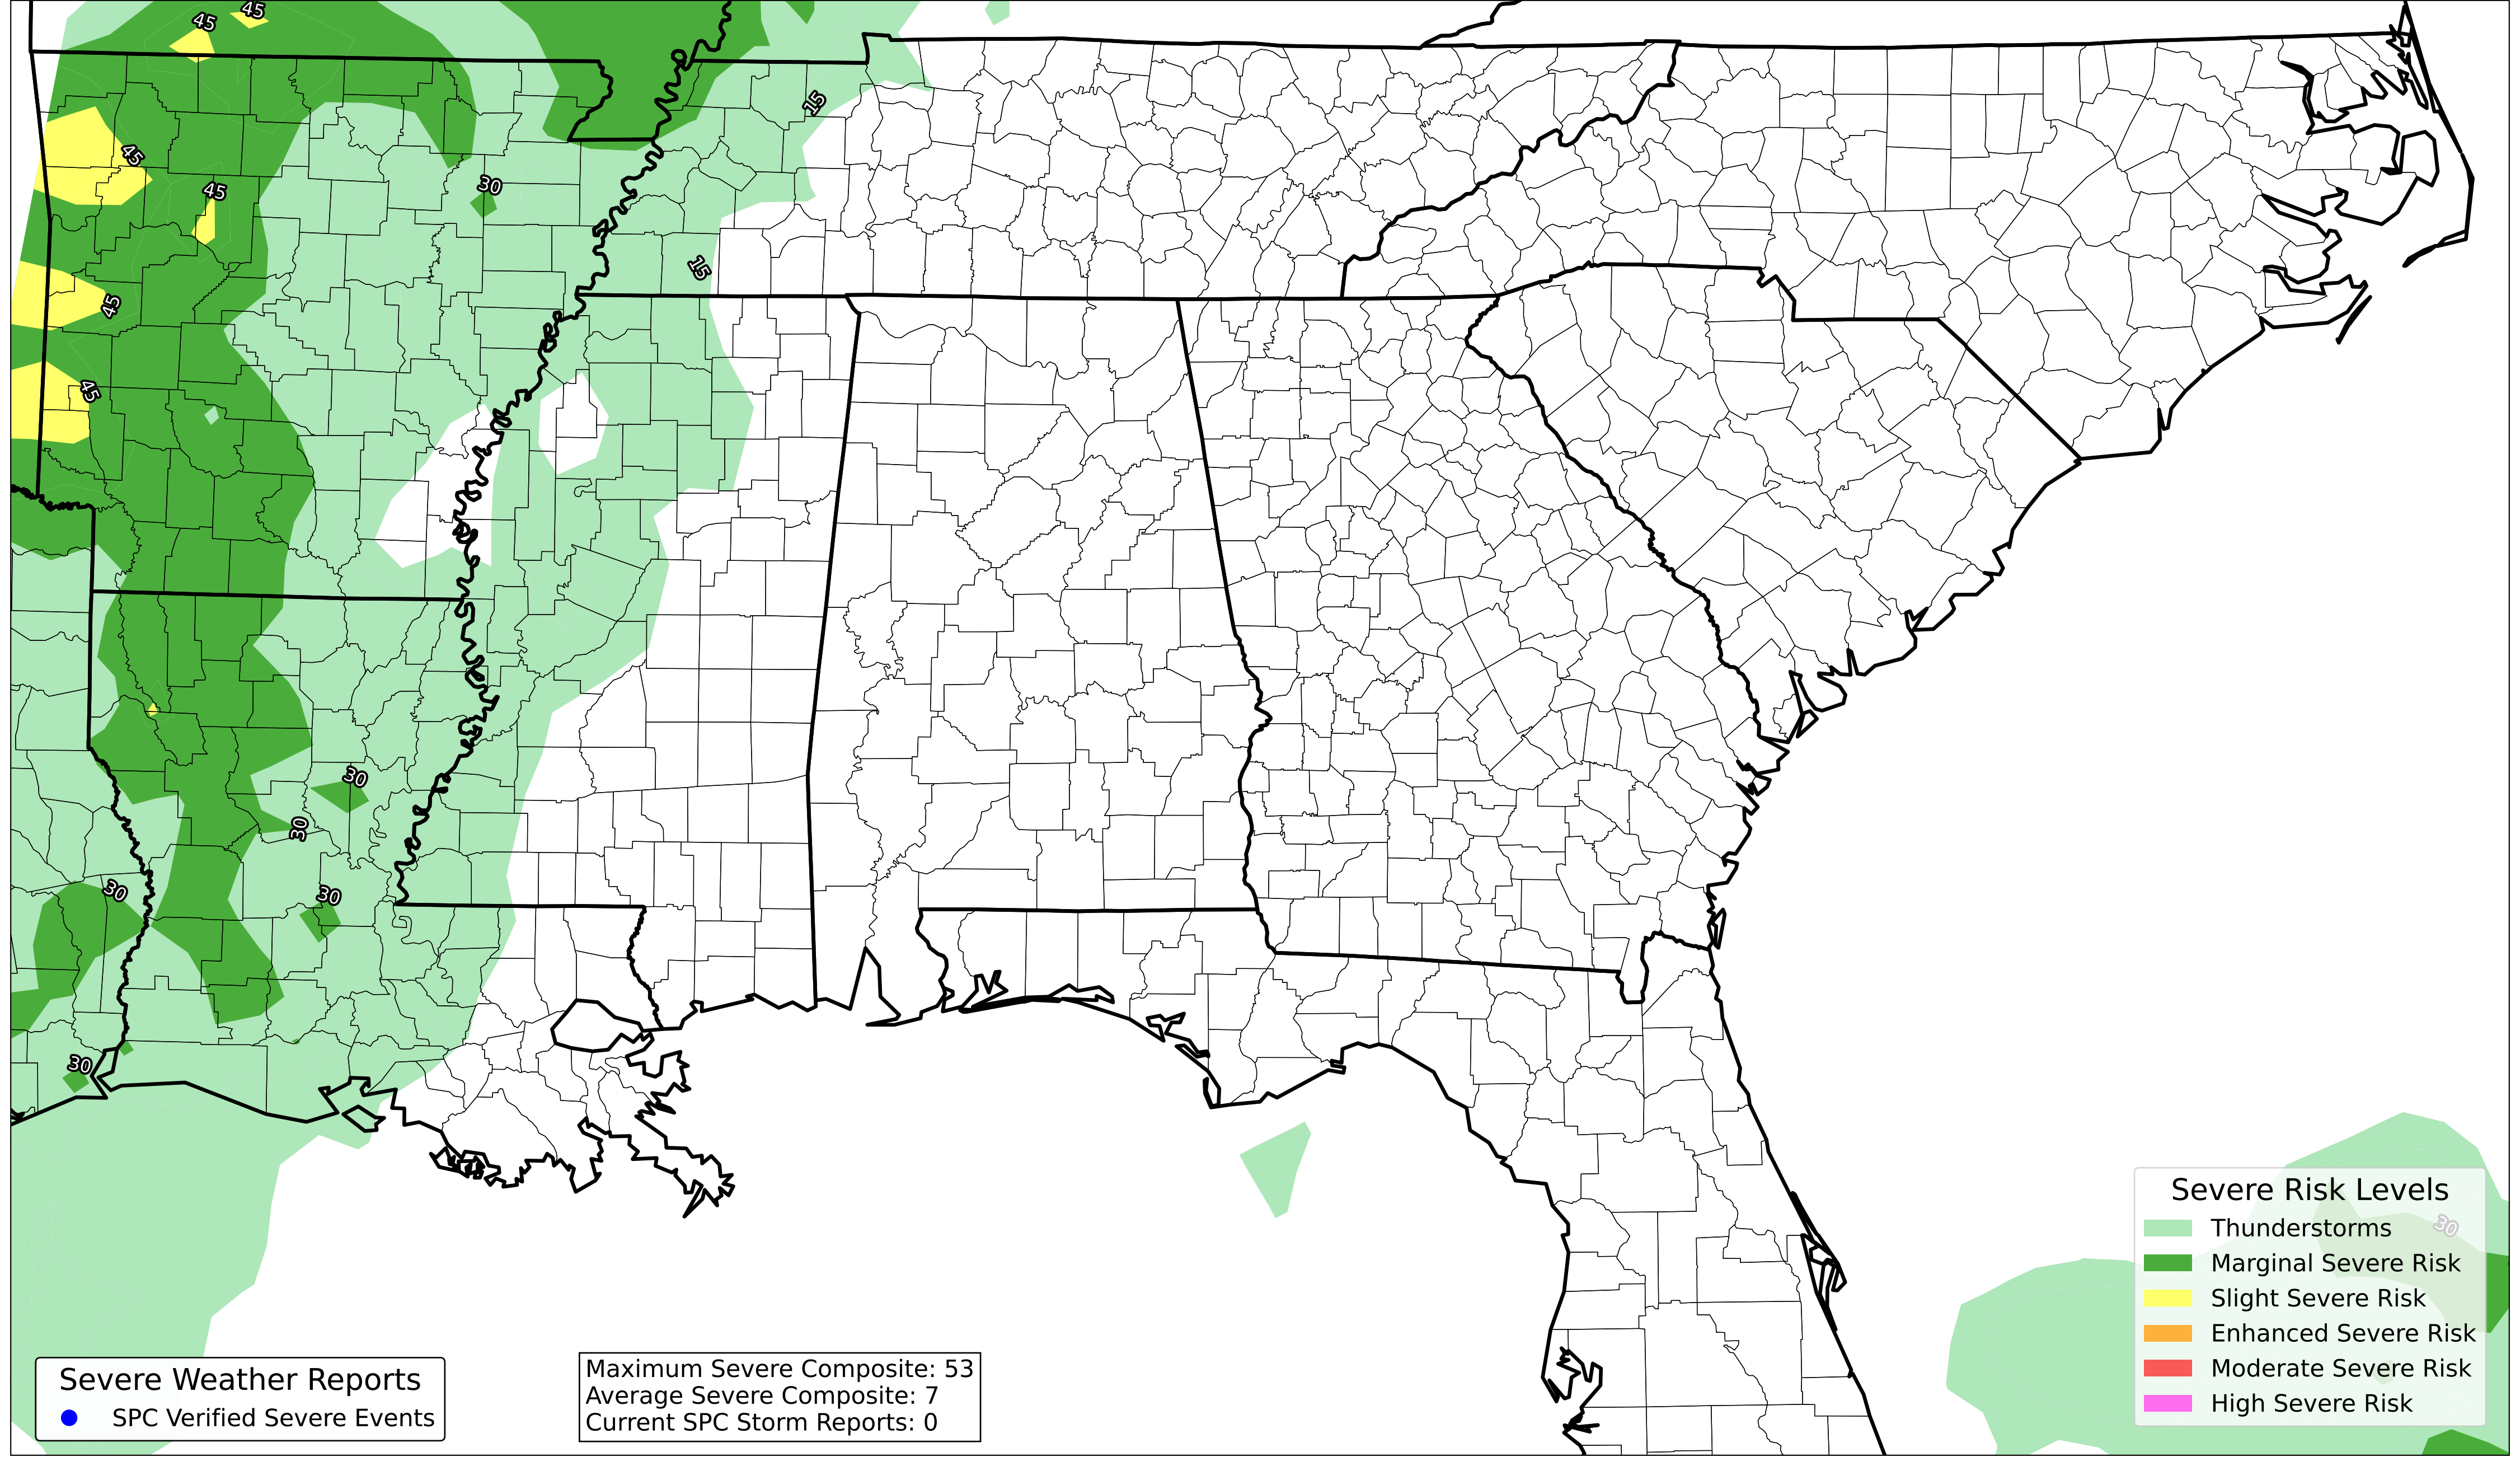 45
45
15
45
30
45
15
45
45
30
30
30
30
30
Severe Risk Levels
30
Thunderstorms
Marginal Severe Risk
Slight Severe Risk
Enhanced Severe Risk
Moderate Severe Risk
High Severe Risk
Severe Weather Reports
SPC Verified Severe Events
Maximum Severe Composite: 53
Average Severe Composite: 7
Current SPC Storm Reports: 0